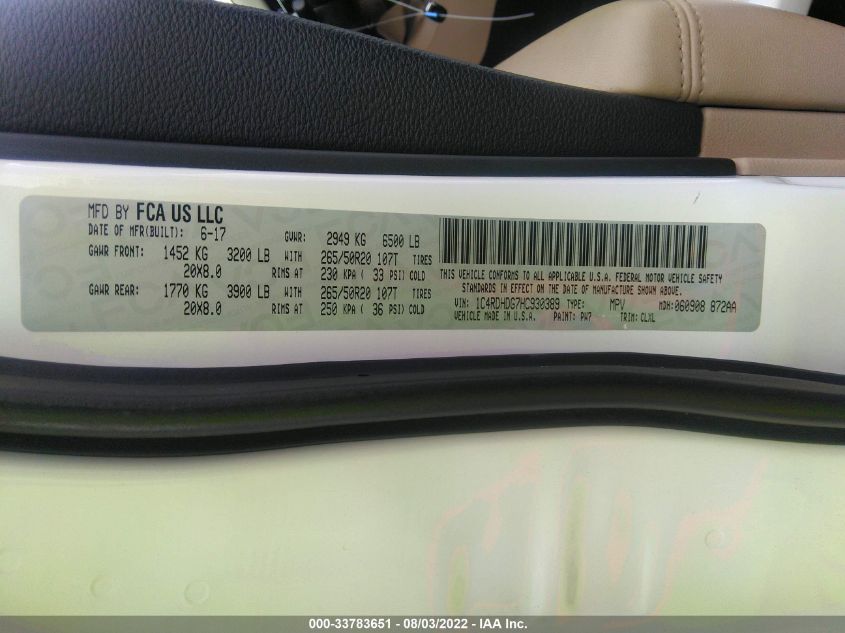 MFD BY FCA US LLC
DATE OF MFR(BUILT): 6-17 GVWR: 2949 KG 6500 LB
GAWR FRONT: 1452 KG 3200 LB WITH 265/50R20 107T TIRES
20X8.0 RIMS AT 230 KPA ( 33 PSI) COLD
GAWR REAR: 1770 KG 3900 LB WITH 265/50R20 107T TIRES
20X8.0 RIMS AT 250 KPA ( 36 PSI) COLD
THIS VEHICLE CONFORMS TO ALL APPLICABLE U.S.A. FEDERAL MOTOR VEHICLE SAFETY
STANDARDS IN EFFECT ON THE DATE OF MANUFACTURE SHOWN ABOVE.
VIN: 1C4RDHDG7HC930389 TYPE: MPV MDH: 060908 872AA
VEHICLE MADE IN U.S.A. PAINT: PW7 TRIM: CLXL
000-33783651 - 08/03/2022 - IAA Inc.